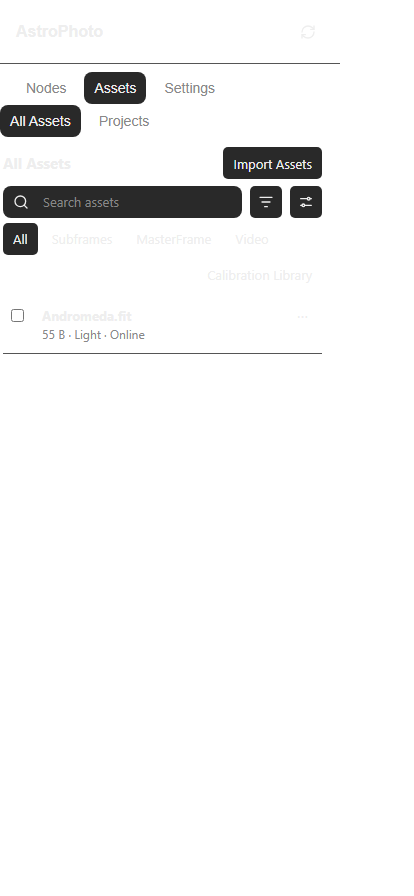 AstroPhoto
Nodes Assets Settings
All Assets Projects
All Assets Import Assets
Search assets
All Subframes MasterFrame Video
Calibration Library
Andromeda.fit ...
55 B · Light · Online